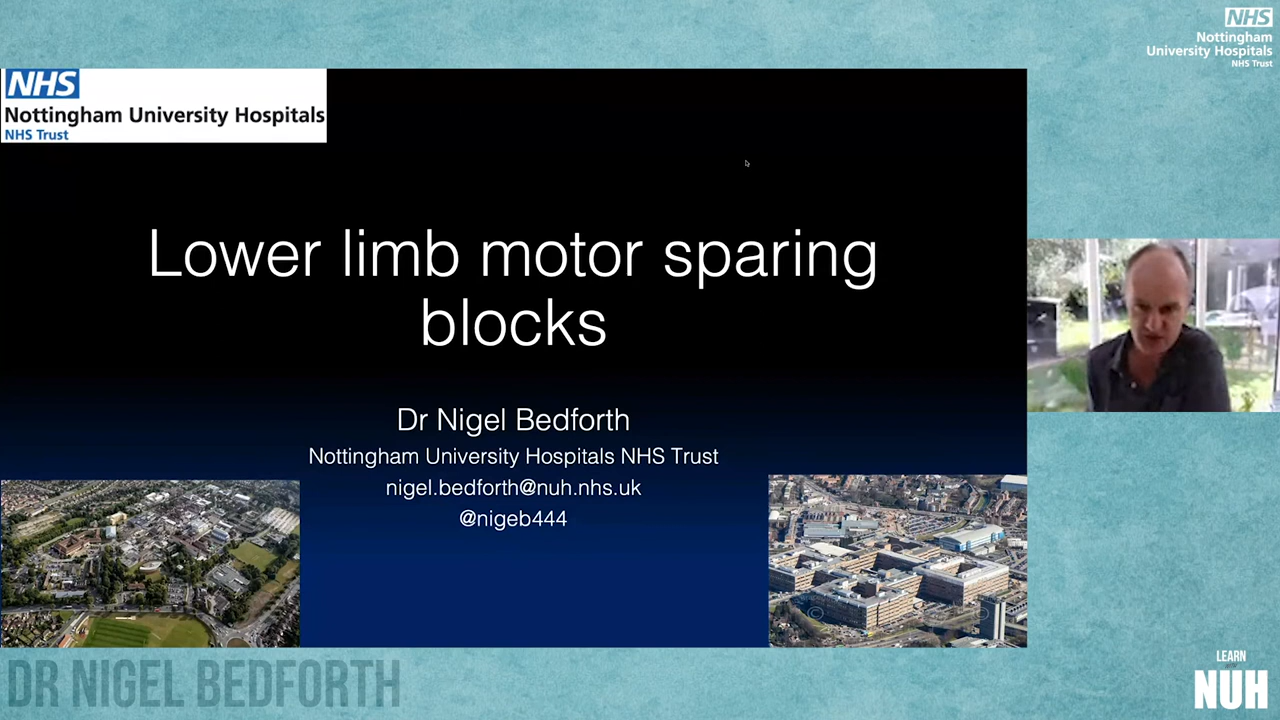 NHS
Nottingham
University Hospitals
NHS Trust
NHS
Nottingham University Hospitals
NHS Trust
Lower limb motor sparing
blocks
Dr Nigel Bedforth
Nottingham University Hospitals NHS Trust
nigel.bedforth@nuh.nhs.uk
@nigeb444
DR NIGEL BEDFORTH
LEARN
NUH